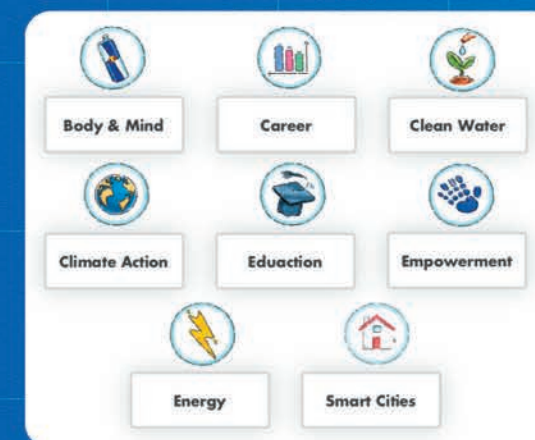 Body & Mind
Career
Clean Water
Climate Action
Eduaction
Empowerment
Energy
Smart Cities